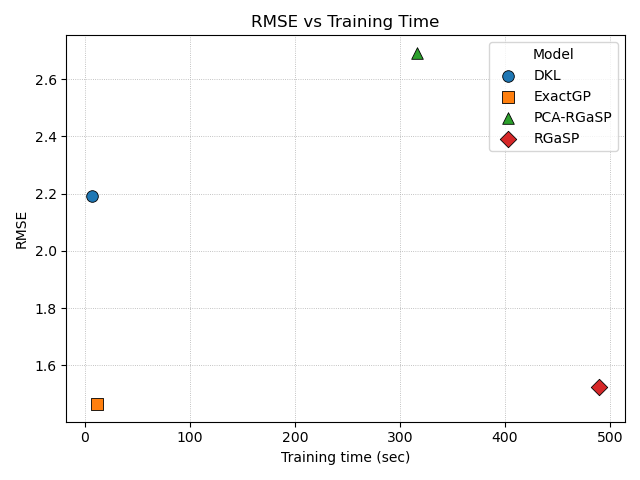 RMSE vs Training Time
RMSE
2.6
2.4
2.2
2.0
1.8
1.6
Model
DKL
ExactGP
PCA-RGaSP
RGaSP
0 100 200 300 400 500
Training time (sec)